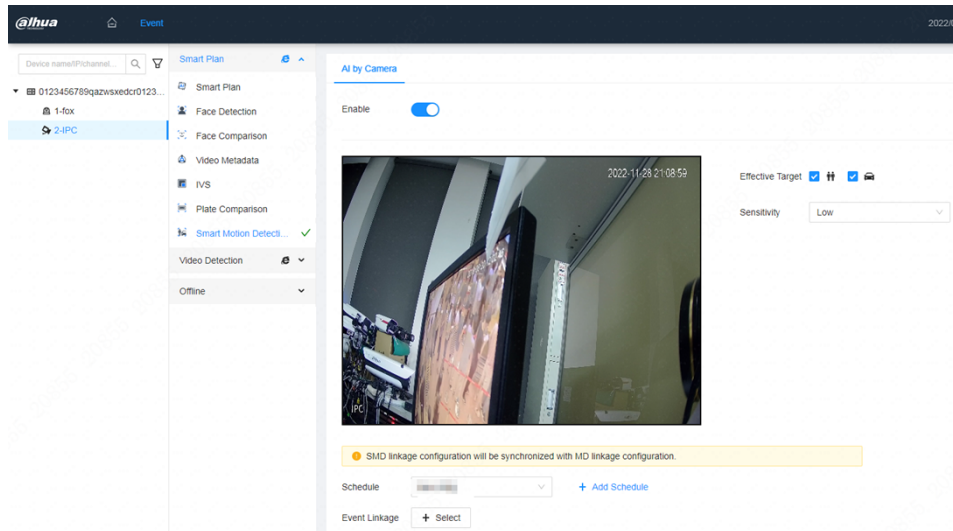 alhua
TECHNOLOGY
Event
2022/
Device name/IP/channel...
0123456789qazwsxedcr0123...
1-fox
2-IPC
Smart Plan
Smart Plan
Face Detection
Face Comparison
Video Metadata
IVS
Plate Comparison
Smart Motion Detecti...
Video Detection
Offline
AI by Camera
Enable
2022-11-28 21:08:59
alhua
IPC
Effective Target
Sensitivity Low
SMD linkage configuration will be synchronized with MD linkage configuration.
Schedule + Add Schedule
Event Linkage + Select